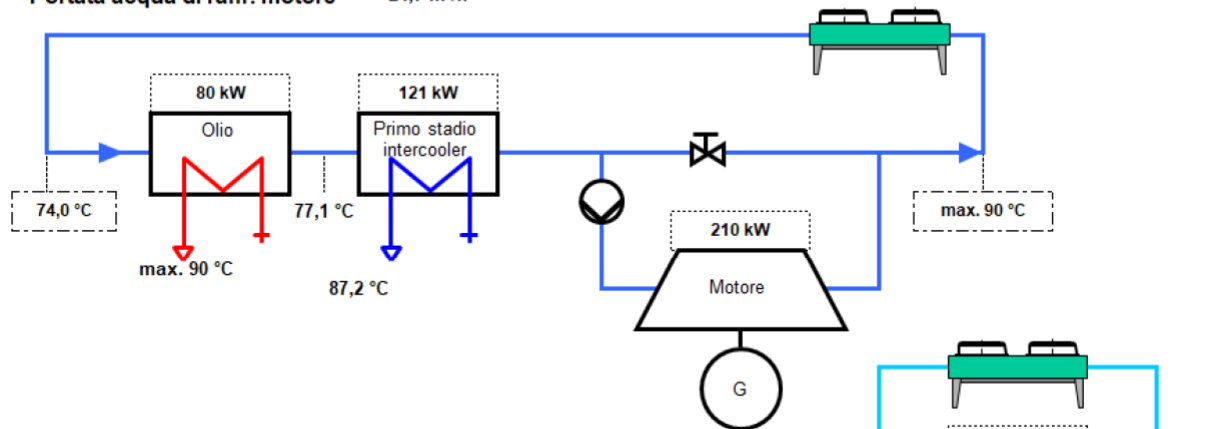 80 kW
121 kW
Olio
Primo stadio
intercooler
74,0 °C
77,1 °C
max. 90 °C
210 kW
max. 90 °C
87,2 °C
Motore
G